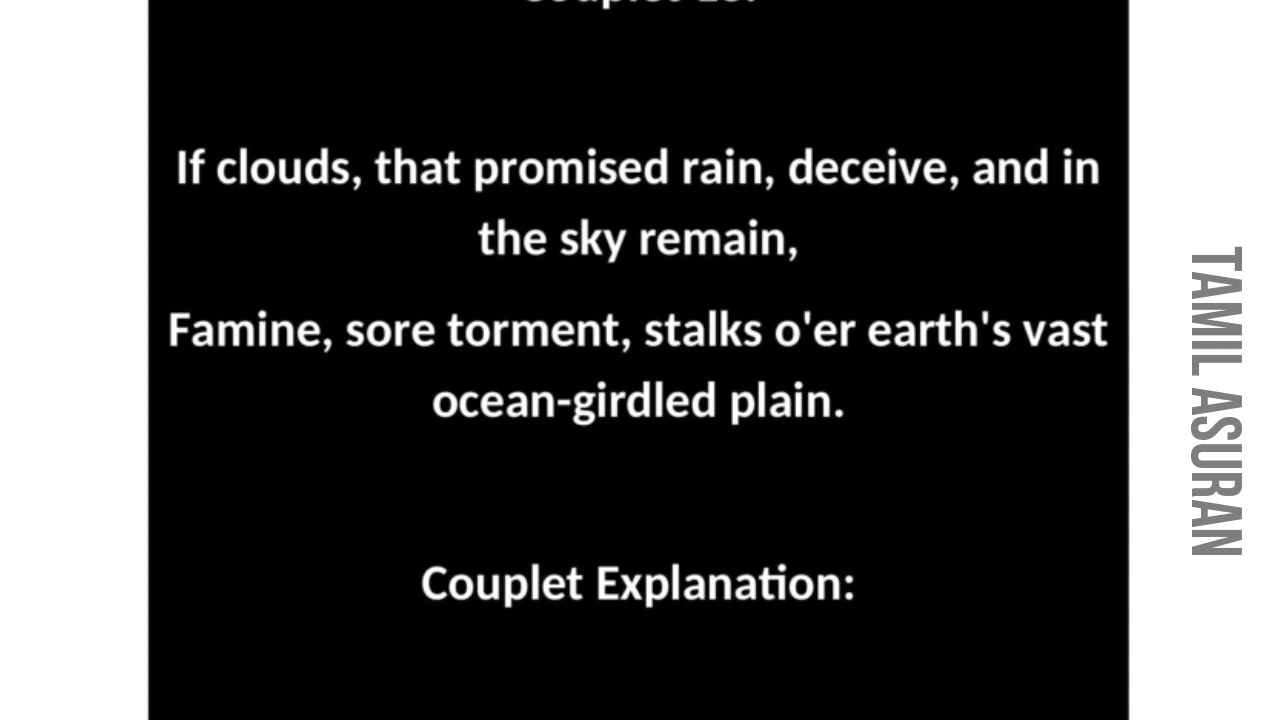 If clouds, that promised rain, deceive, and in
the sky remain,
Famine, sore torment, stalks o'er earth's vast
ocean-girdled plain.
Couplet Explanation:
TAMIL ASURAN